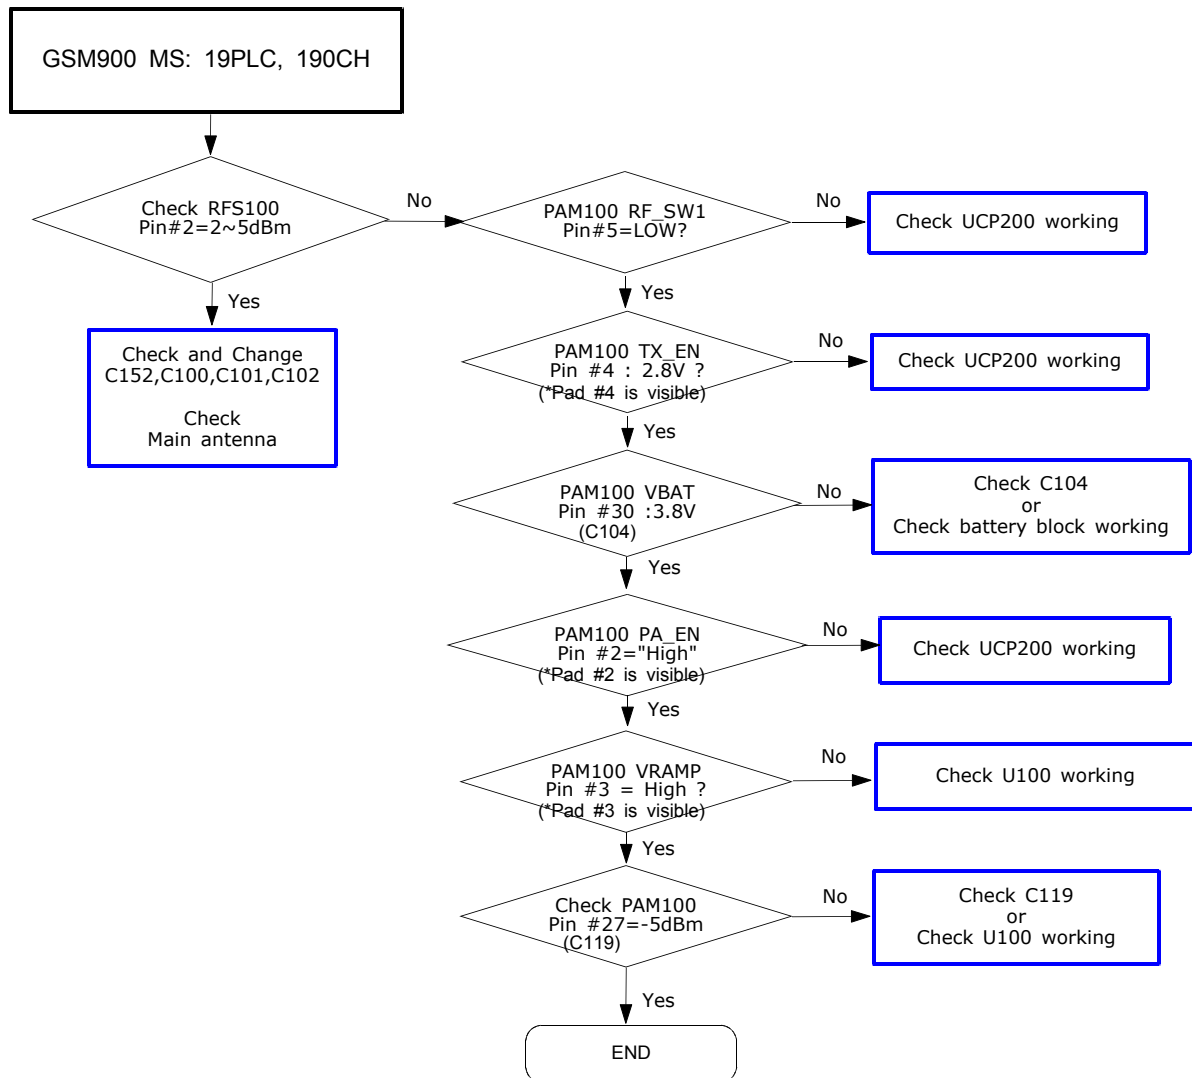 GSM900 MS: 19PLC, 190CH
Check RFS100
Pin#2=2~5dBm
No
PAM100 RF_SW1
Pin#5=LOW?
No
Check UCP200 working
Yes
Yes
Check and Change
C152,C100,C101,C102
Check
Main antenna
PAM100 TX_EN
Pin #4 : 2.8V ?
(*Pad #4 is visible)
No
Check UCP200 working
Yes
PAM100 VBAT
Pin #30 :3.8V
(C104)
No
Check C104
or
Check battery block working
Yes
PAM100 PA_EN
Pin #2="High"
(*Pad #2 is visible)
No
Check UCP200 working
Yes
PAM100 VRAMP
Pin #3 = High ?
(*Pad #3 is visible)
No
Check U100 working
Yes
Check PAM100
Pin #27=-5dBm
(C119)
No
Check C119
or
Check U100 working
Yes
END